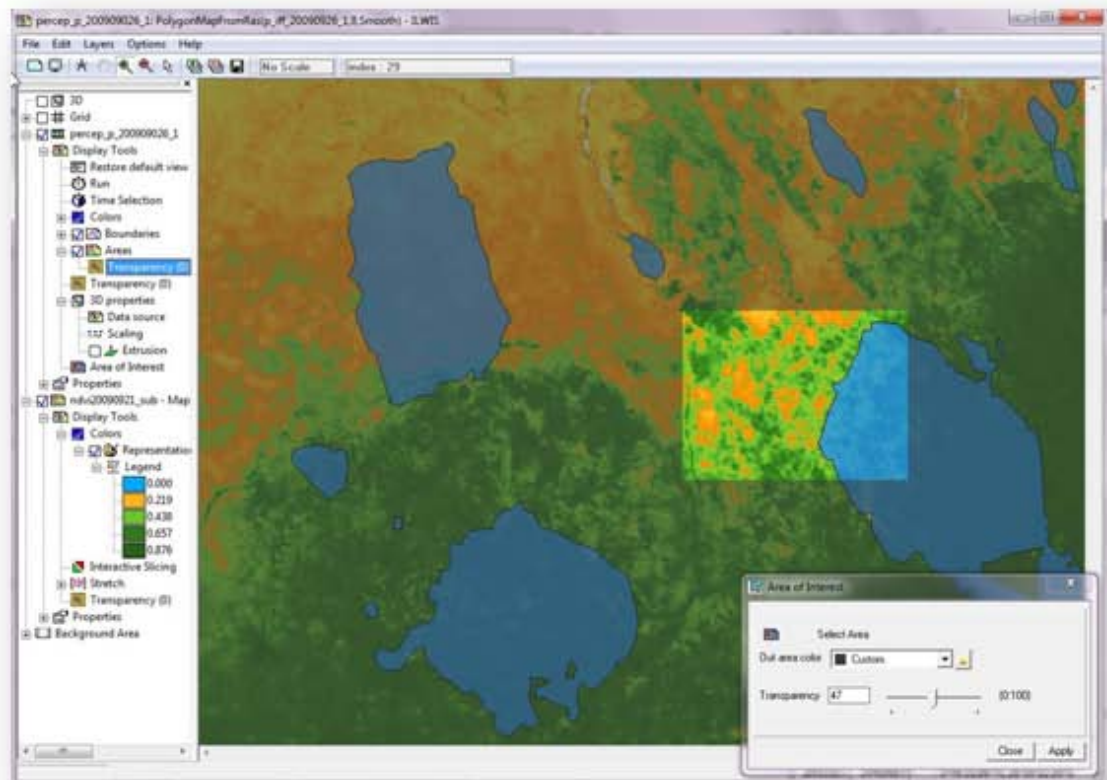 percep_p_200909026_1: PolygonMapFromRas(p_iff_20090926_1,8,Smooth) - ILWIS
File Edit Layers Options Help
No Scale index : 29
3D
Grid
percep_p_200909026_1
Display Tools
Restore default view
Run
Time Selection
Colors
Boundaries
Areas
Transparency (0)
Transparency (0)
3D properties
Data source
Scaling
Extrusion
Area of Interest
Properties
ndvi20090921_sub - Map
Display Tools
Colors
Representation
Legend
0.000
0.219
0.438
0.657
0.876
Interactive Slicing
Stretch
Transparency (0)
Properties
Background Area
Area of Interest
Select Area
Out area color Custom
Transparency 47 (0:100)
Close Apply